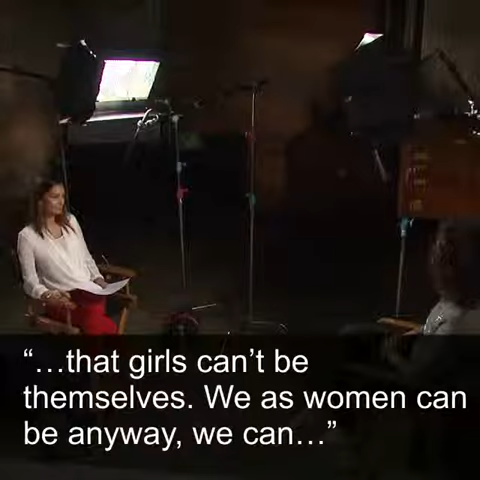 “…that girls can’t be
themselves. We as women can
be anyway, we can…”